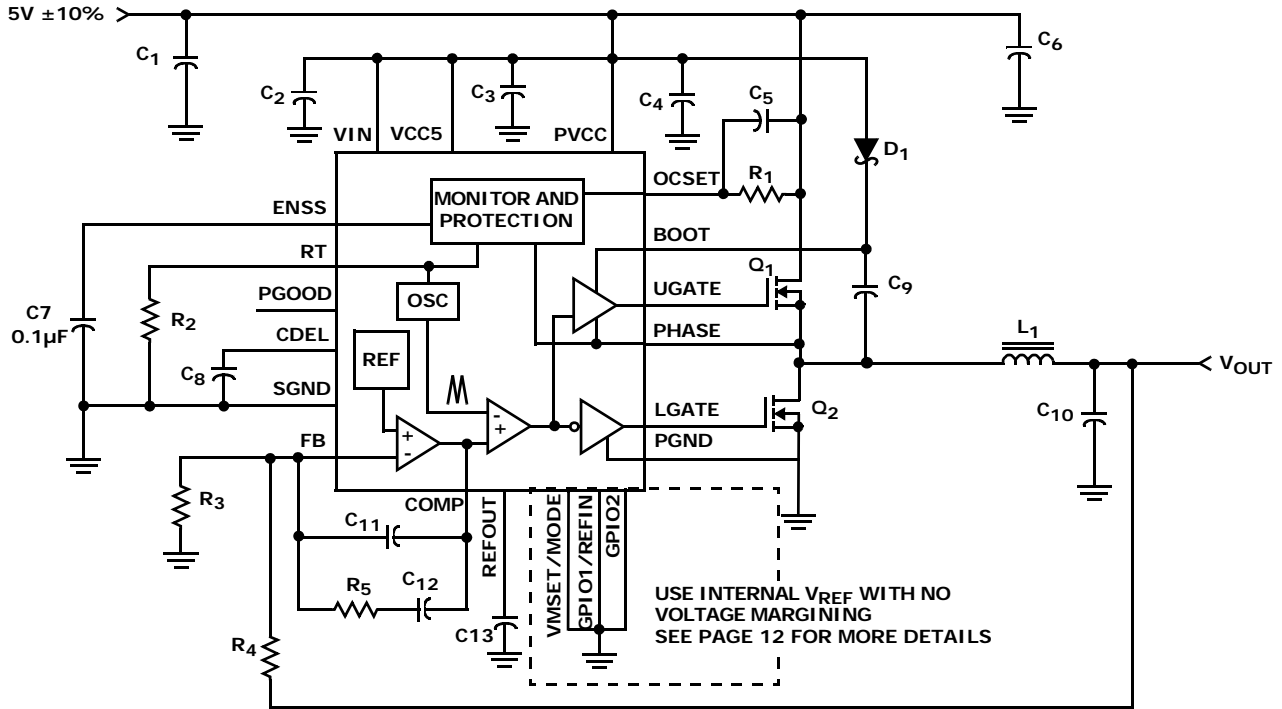 5V ±10%
C1
C6
C2
C3
C4
C5
VIN
VCC5
PVCC
D1
OCSET
R1
MONITOR AND
PROTECTION
ENSS
BOOT
RT
Q1
C9
PGOOD
OSC
UGATE
C7
0.1µF
R2
CDEL
PHASE
L1
REF
VOUT
C8
SGND
LGATE
Q2
C10
- +
FB
+ -
PGND
R3
COMP
REFOUT
VMSET/MODE
GPIO1/REFIN
GPIO2
C11
R5
C12
C13
USE INTERNAL VREF WITH NO
VOLTAGE MARGINING
SEE PAGE 12 FOR MORE DETAILS
R4